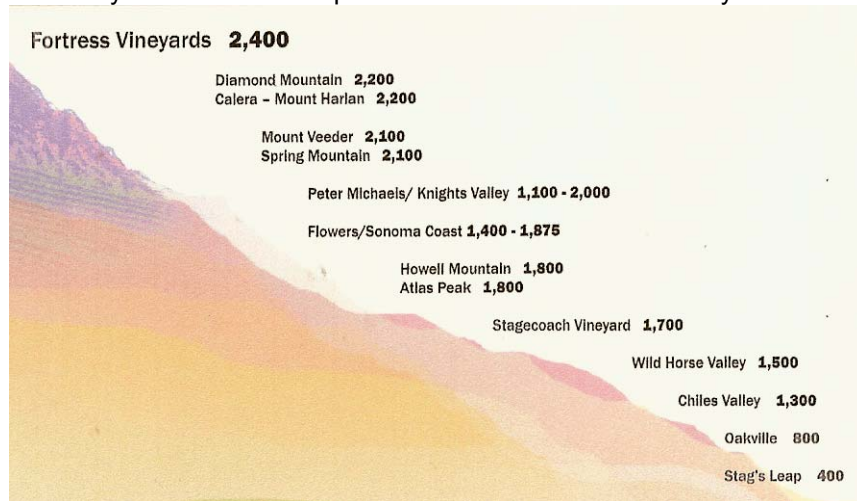 Fortress Vineyards 2,400
Diamond Mountain 2,200
Calera – Mount Harlan 2,200
Mount Veeder 2,100
Spring Mountain 2,100
Peter Michaels/ Knights Valley 1,100 - 2,000
Flowers/Sonoma Coast 1,400 - 1,875
Howell Mountain 1,800
Atlas Peak 1,800
Stagecoach Vineyard 1,700
Wild Horse Valley 1,500
Chiles Valley 1,300
Oakville 800
Stag's Leap 400